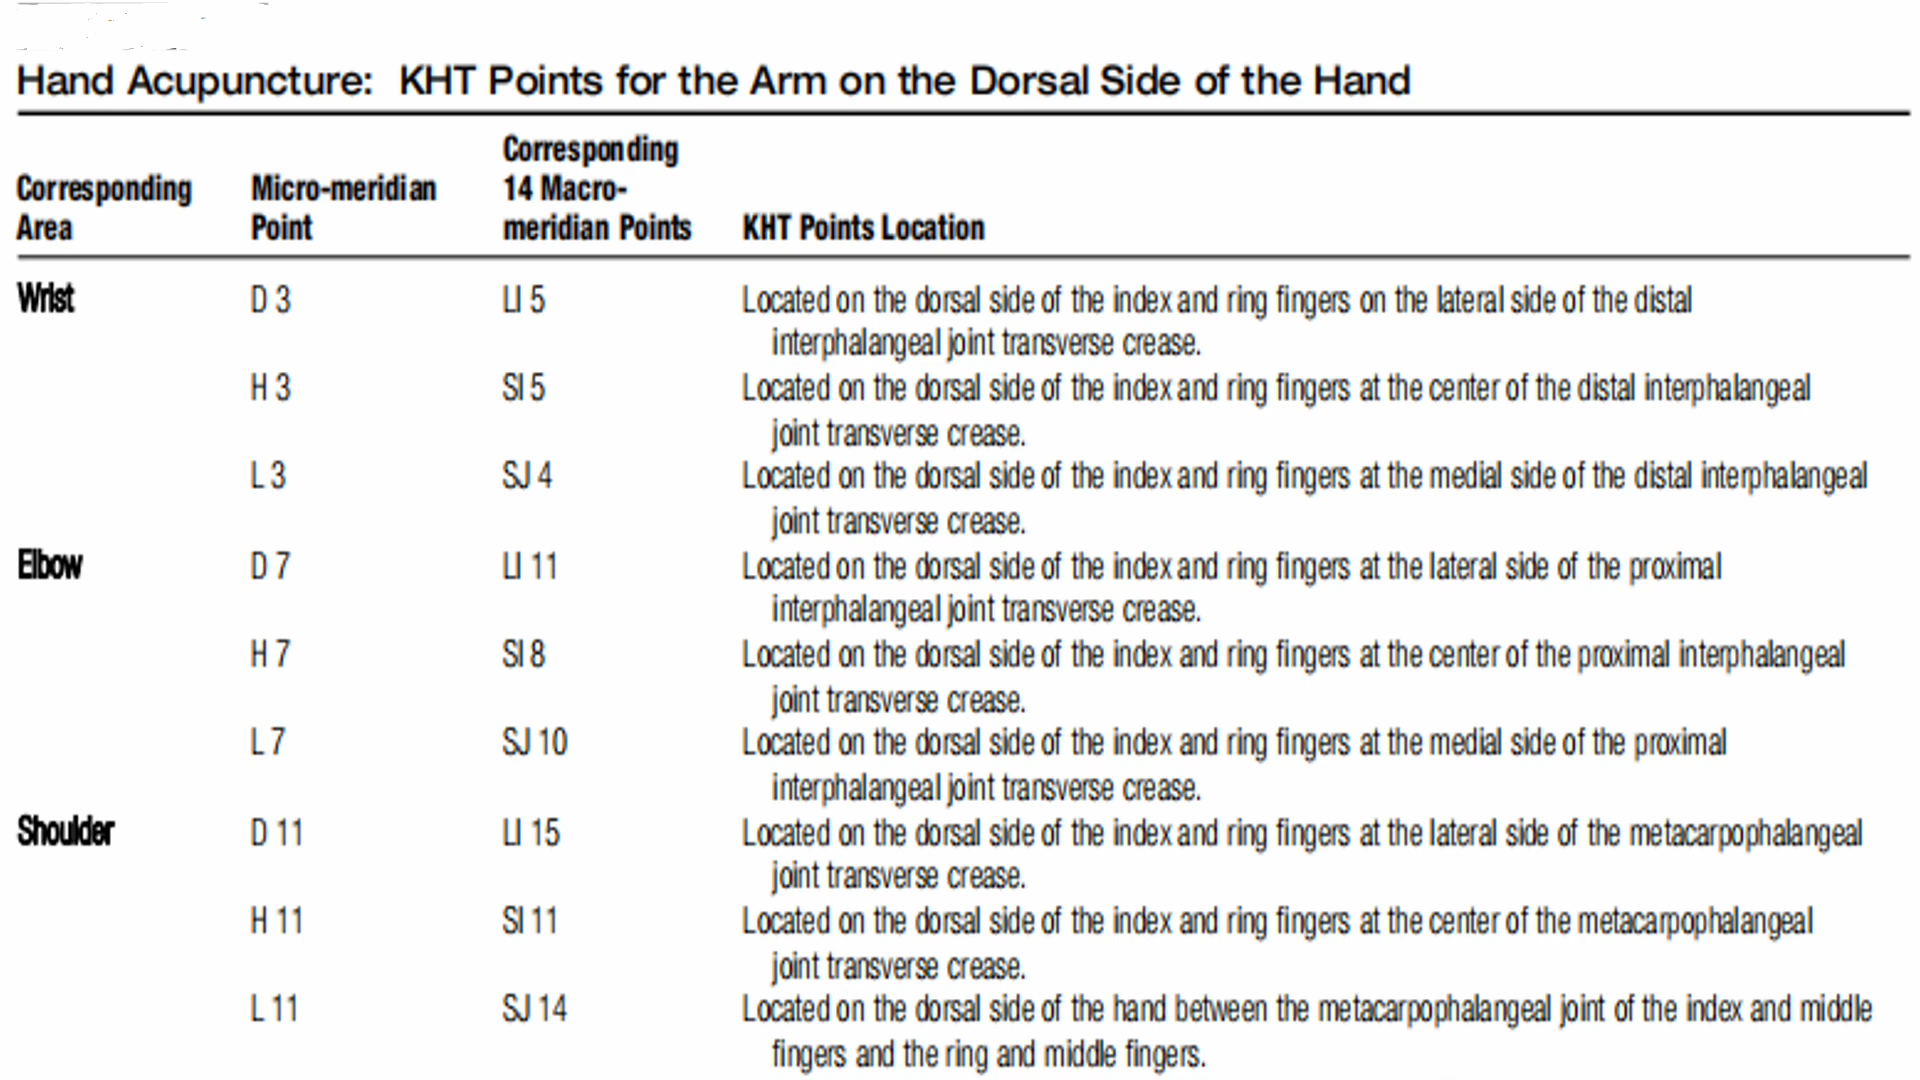 Hand Acupuncture: KHT Points for the Arm on the Dorsal Side of the Hand
Corresponding Area Micro-meridian Point Corresponding 14 Macro-meridian Points KHT Points Location
Wrist D 3 LI 5 Located on the dorsal side of the index and ring fingers on the lateral side of the distal
interphalangeal joint transverse crease.
H 3 SI 5 Located on the dorsal side of the index and ring fingers at the center of the distal interphalangeal
joint transverse crease.
L 3 SJ 4 Located on the dorsal side of the index and ring fingers at the medial side of the distal interphalangeal
joint transverse crease.
Elbow D 7 LI 11 Located on the dorsal side of the index and ring fingers at the lateral side of the proximal
interphalangeal joint transverse crease.
H 7 SI 8 Located on the dorsal side of the index and ring fingers at the center of the proximal interphalangeal
joint transverse crease.
L 7 SJ 10 Located on the dorsal side of the index and ring fingers at the medial side of the proximal
interphalangeal joint transverse crease.
Shoulder D 11 LI 15 Located on the dorsal side of the index and ring fingers at the lateral side of the metacarpophalangeal
joint transverse crease.
H 11 SI 11 Located on the dorsal side of the index and ring fingers at the center of the metacarpophalangeal
joint transverse crease.
L 11 SJ 14 Located on the dorsal side of the hand between the metacarpophalangeal joint of the index and middle
fingers and the ring and middle fingers.